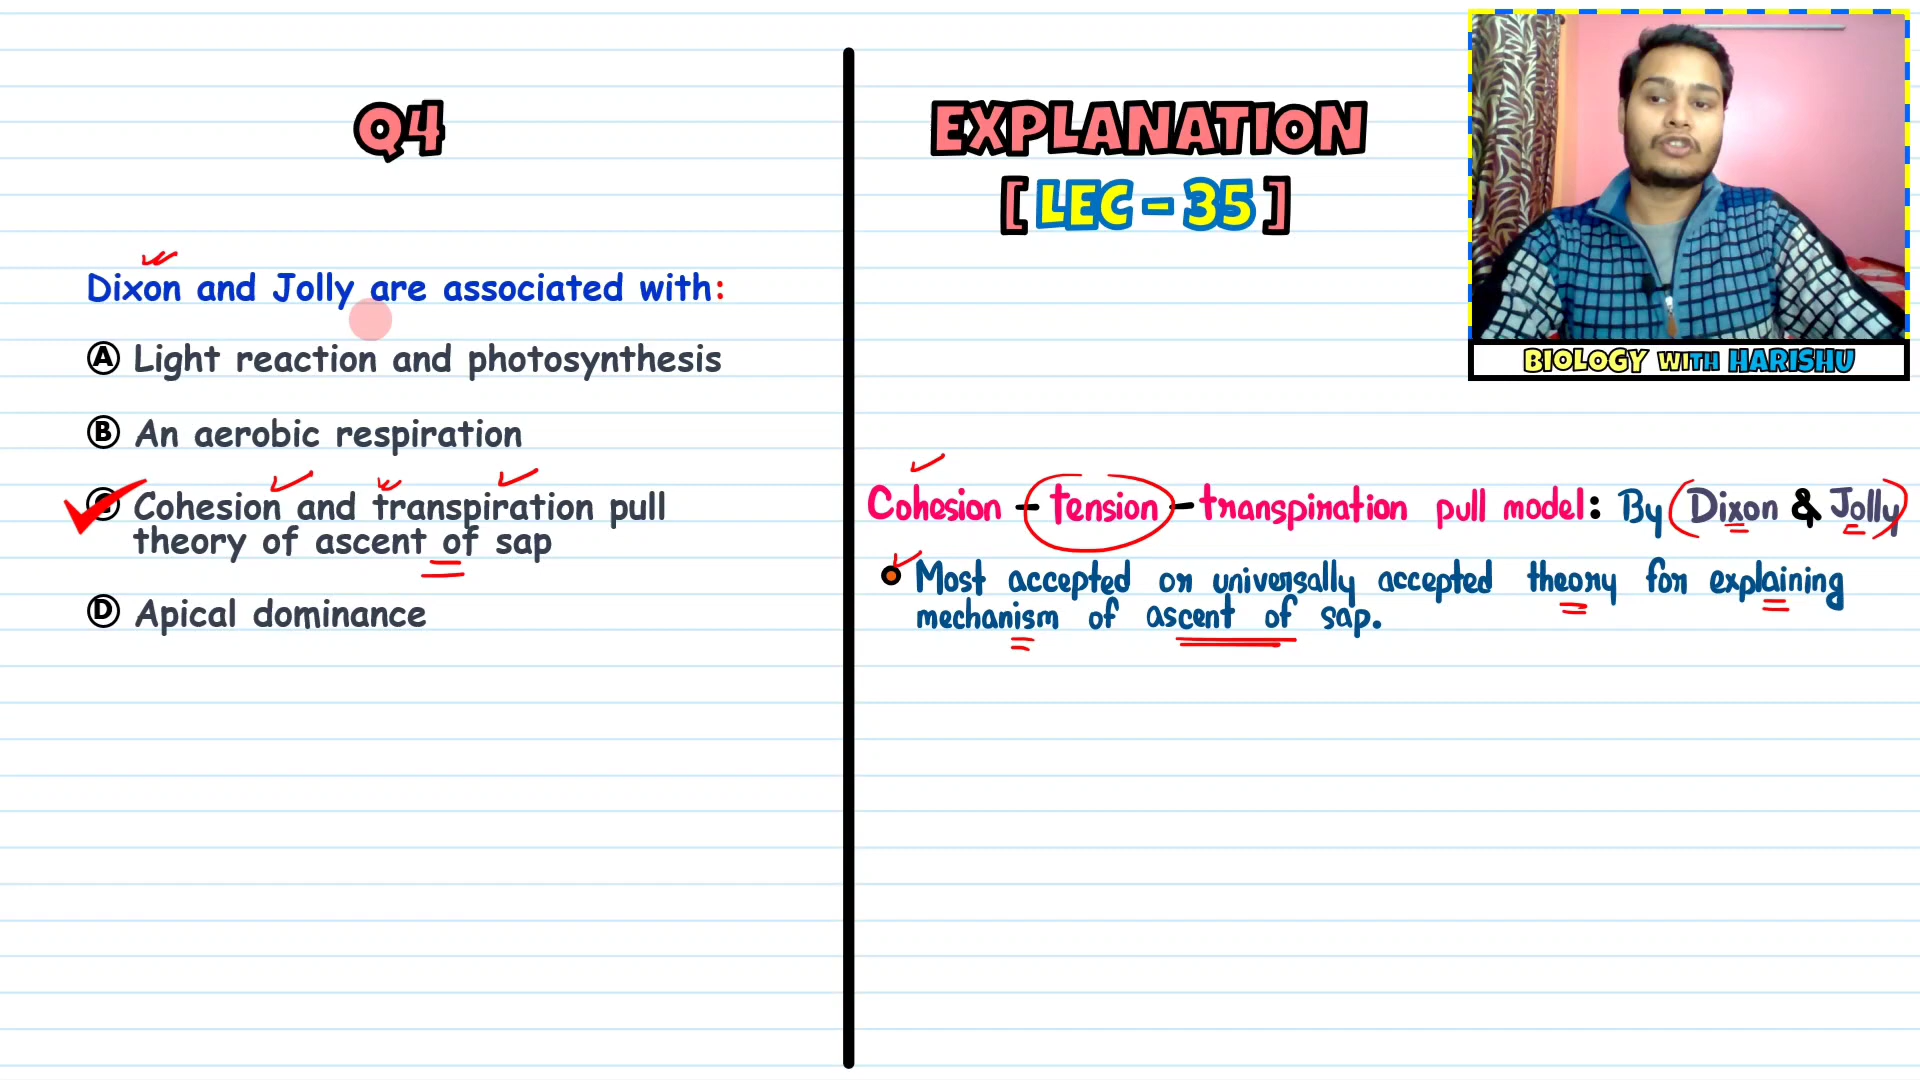 Q4
Dixon and Jolly are associated with:
A Light reaction and photosynthesis
B An aerobic respiration
C Cohesion and transpiration pull
theory of ascent of sap
D Apical dominance
EXPLANATION
[ LEC - 35 ]
BIOLOGY WITH HARISHU
Cohesion - tension - transpiration pull model: By (Dixon & Jolly)
Most accepted or universally accepted theory for explaining
mechanism of ascent of sap.